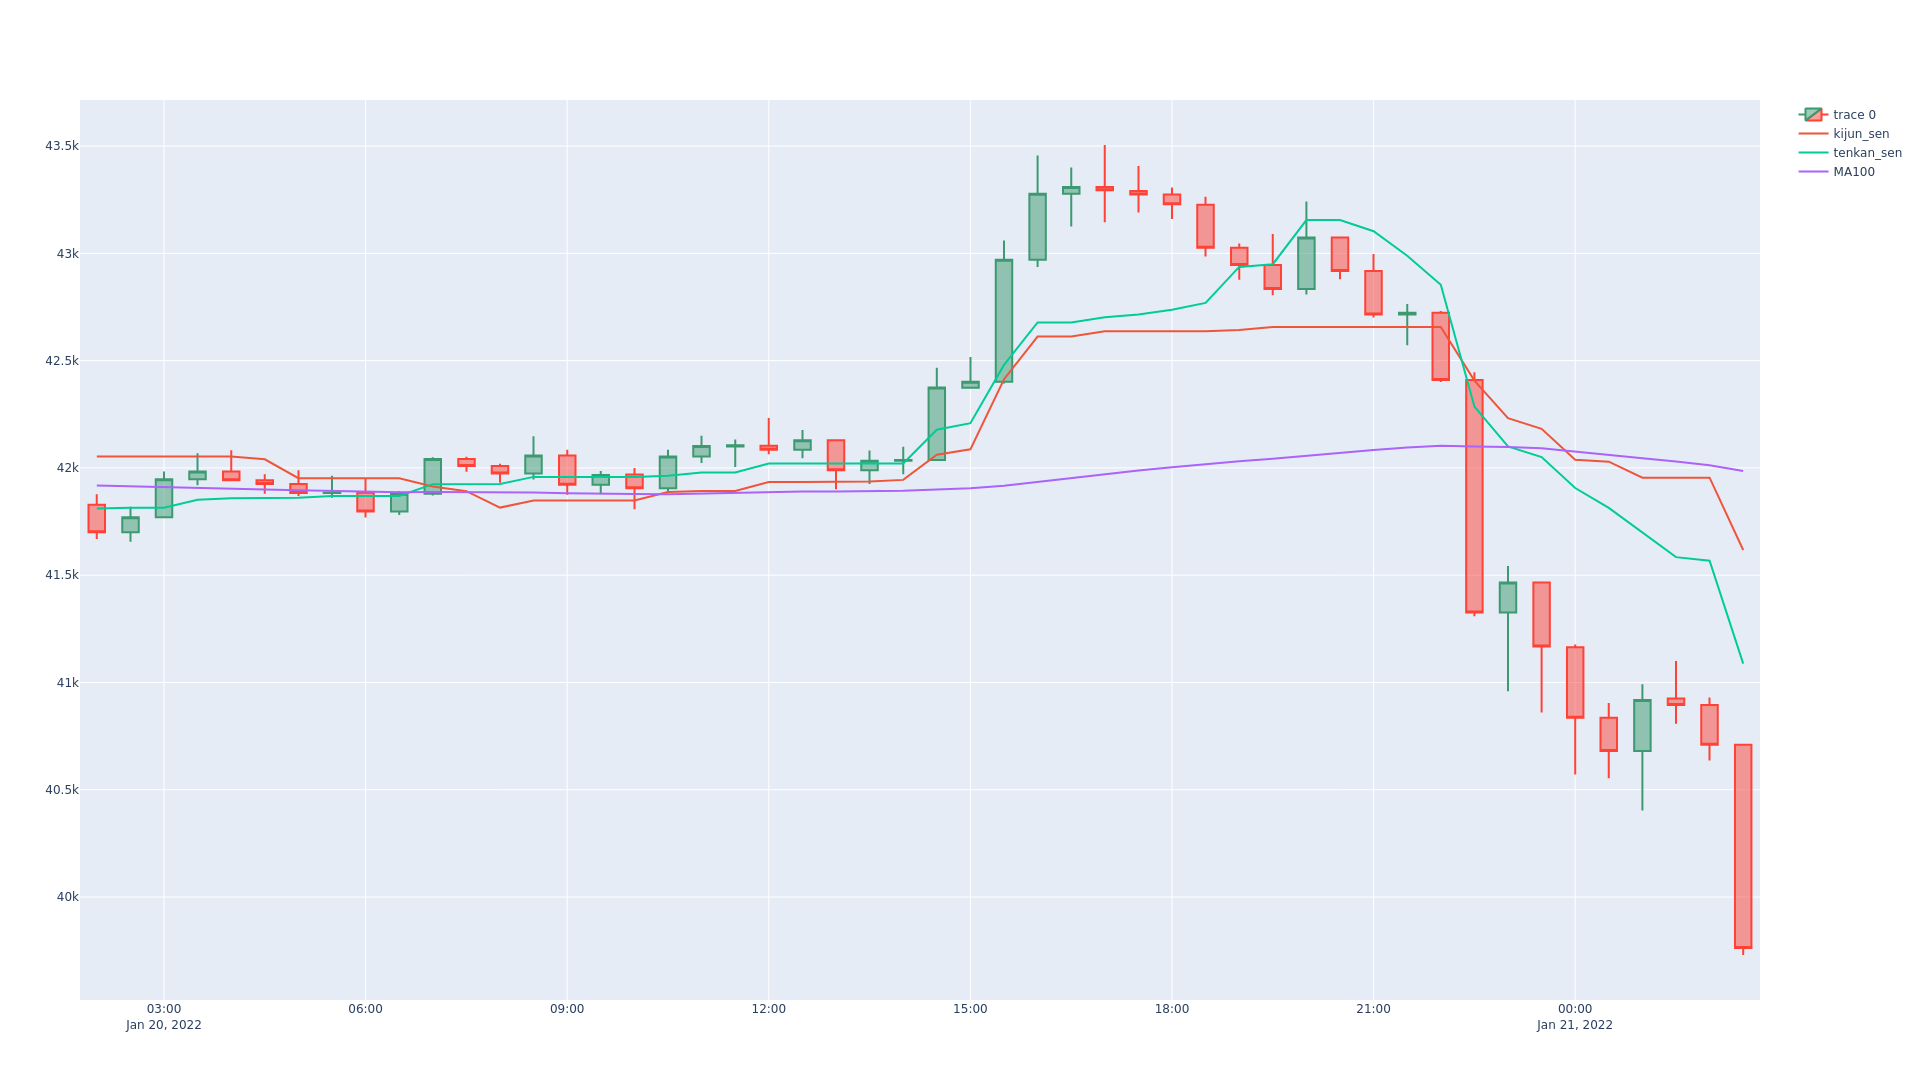 43.5k
43k
42.5k
42k
41.5k
41k
40.5k
40k
03:00
Jan 20, 2022
06:00
09:00
12:00
15:00
18:00
21:00
00:00
Jan 21, 2022
trace 0
kijun_sen
tenkan_sen
MA100